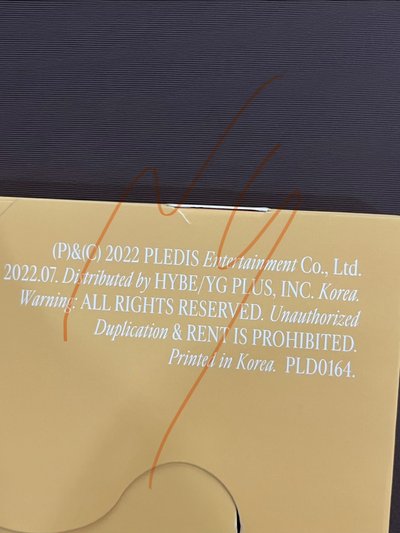 (P)&(C) 2022 PLEDIS Entertainment Co., Ltd.
2022.07. Distributed by HYBE/YG PLUS, INC. Korea.
Warning: ALL RIGHTS RESERVED. Unauthorized
Duplication & RENT IS PROHIBITED.
Printed in Korea. PLD0164.